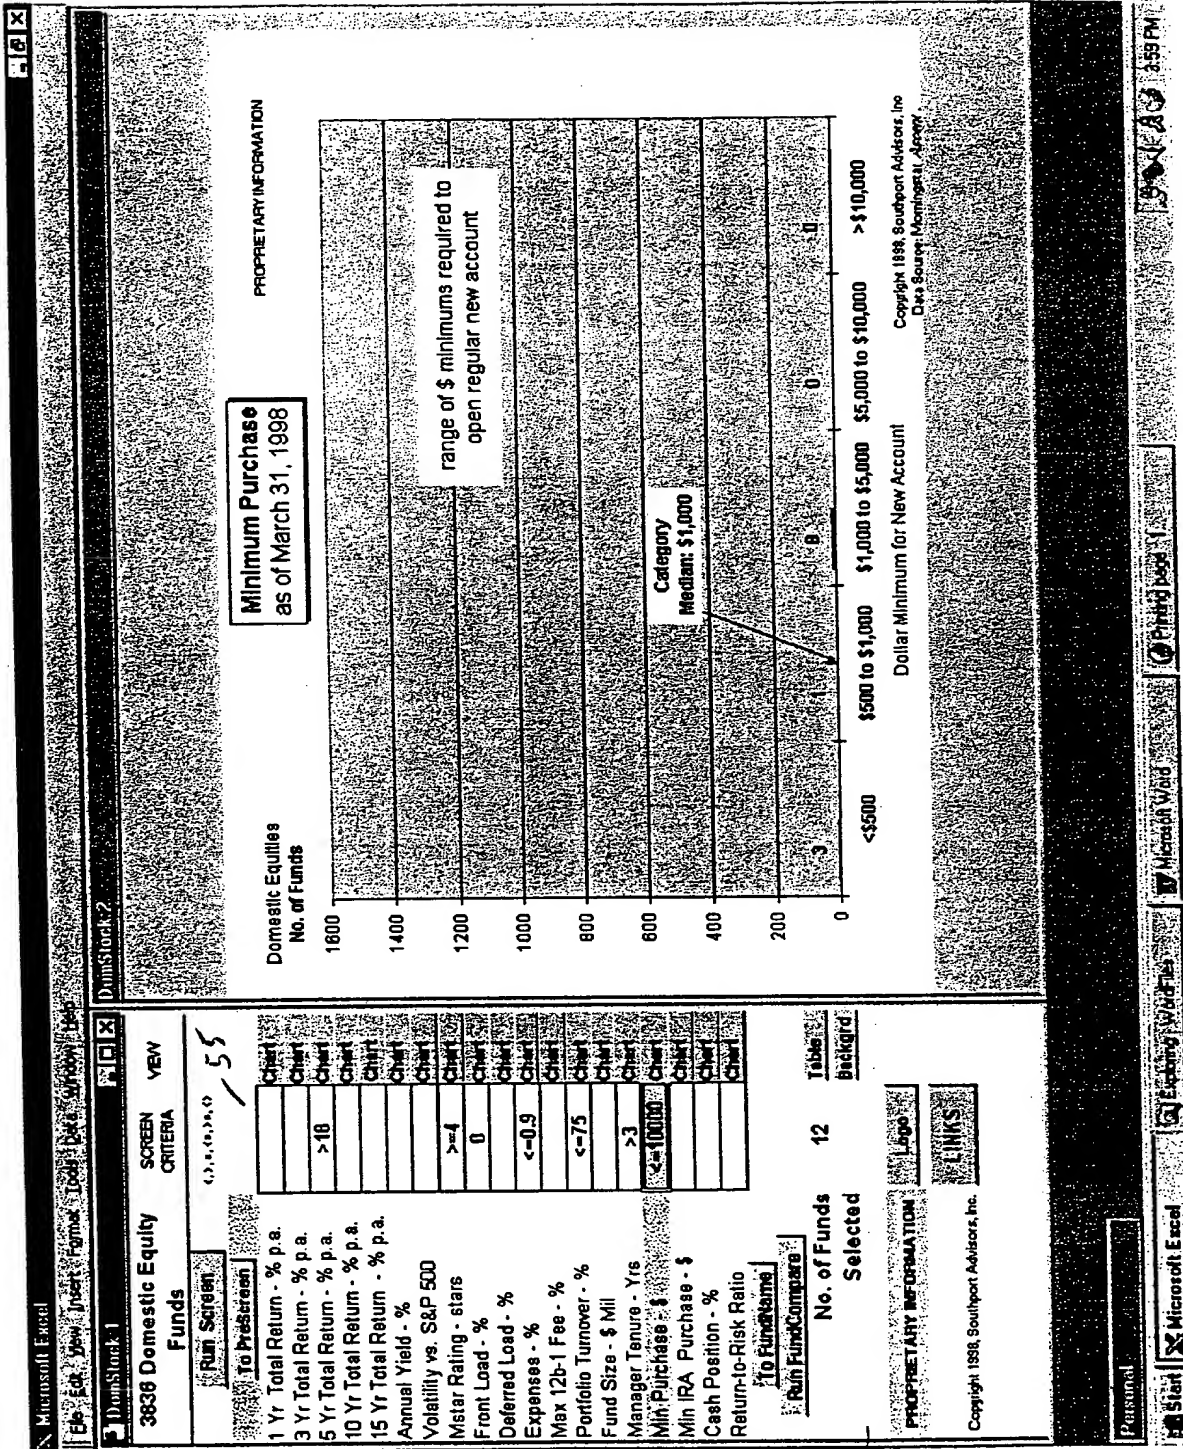 Microsoft Excel
File Edit View Insert Format Tools Data Window Help
DomStock 1
3836 Domestic Equity
Funds
SCREEN
CRITERIA
VIEW
<,>,=,<=,>=,<>
55
Run Screen
To PreScreen
1 Yr Total Return - % p.a. Chart
3 Yr Total Return - % p.a. Chart
5 Yr Total Return - % p.a. >18 Chart
10 Yr Total Return - % p.a. Chart
15 Yr Total Return - % p.a. Chart
Annual Yield - % Chart
Volatility vs. S&P 500 Chart
Mstar Rating - stars >=4 Chart
Front Load - % 0 Chart
Deferred Load - % Chart
Expenses - % <=0.9 Chart
Max 12b-1 Fee - % Chart
Portfolio Turnover - % <=75 Chart
Fund Size - $ Mil Chart
Manager Tenure - Yrs >3 Chart
Min Purchase - $ <=10000 Chart
Min IRA Purchase - $ Chart
Cash Position - % Chart
Return-to-Risk Ratio Chart
To FundName
Run FundCompare
No. of Funds
Selected
12
Table
Backgrd
PROPRIETARY INFORMATION
Logo
Copyright 1998, Southport Advisors, Inc.
LINKS
DomStock 2
Domestic Equities
No. of Funds
Minimum Purchase
as of March 31, 1998
PROPRIETARY INFORMATION
1600
1400
1200
1000
800
600
400
200
0
range of $ minimums required to
open regular new account
Category
Median: $1,000
3 1 8 0 0
<$500 $500 to $1,000 $1,000 to $5,000 $5,000 to $10,000 >$10,000
Dollar Minimum for New Account
Copyright 1998, Southport Advisors, Inc
Data Source: Morningstar Ascent
Personal
Start Microsoft Excel Exploring Microsoft Word Printing page 1 3:59 PM